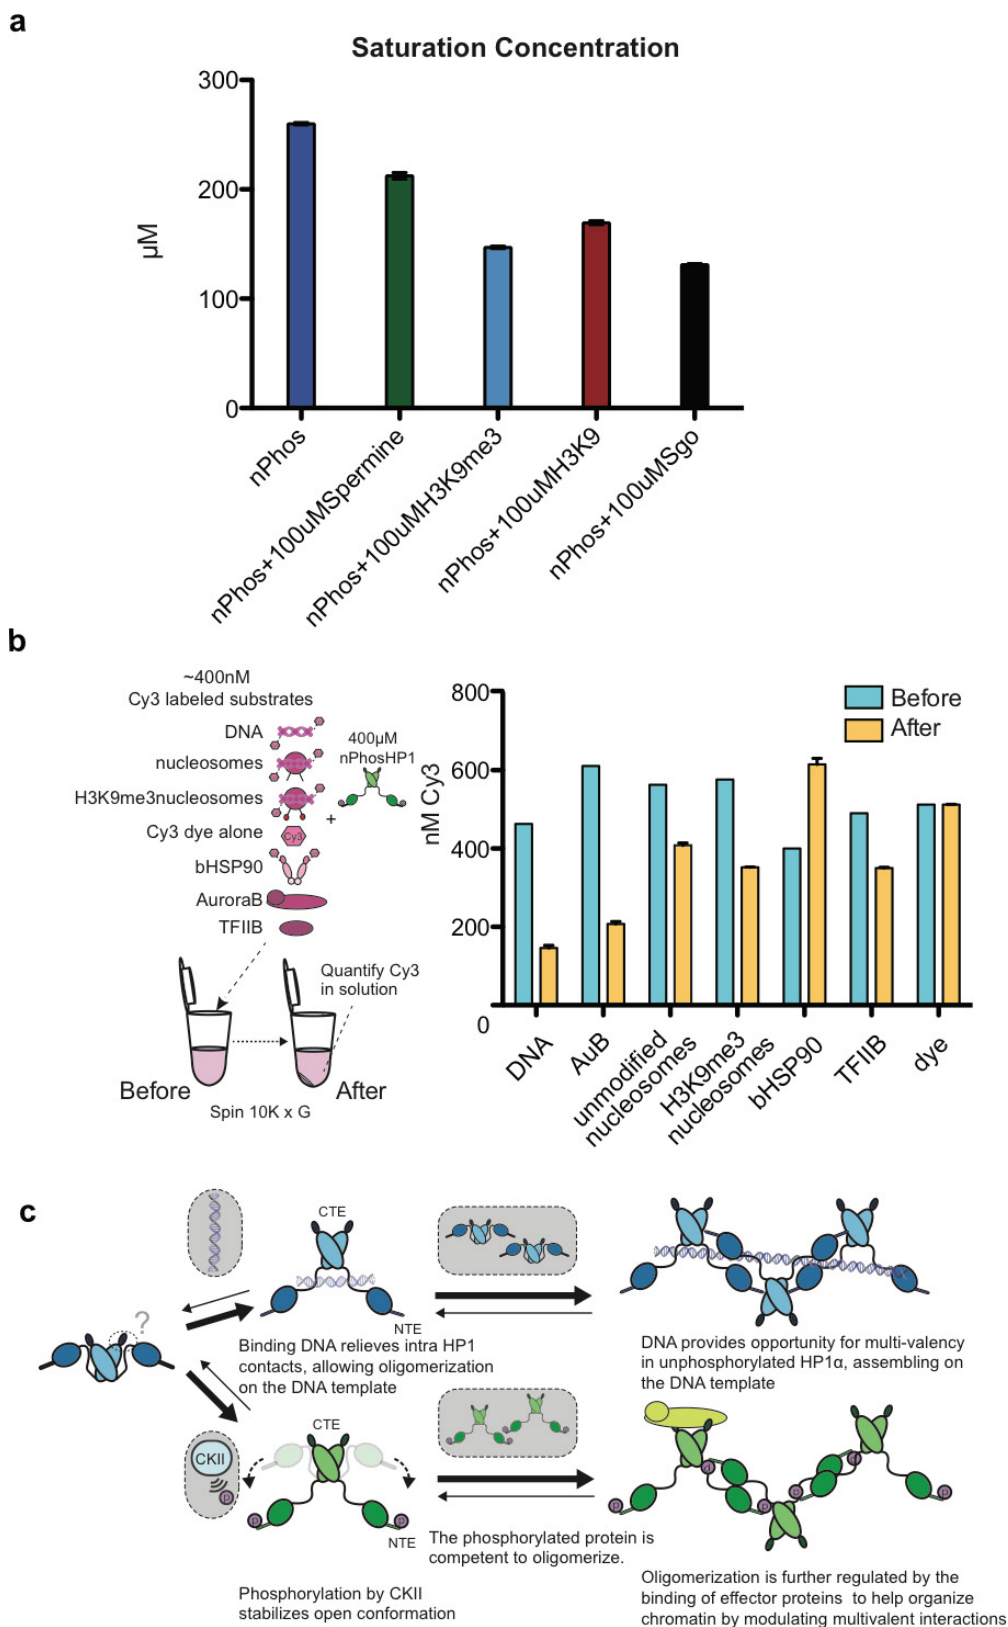 a
Saturation Concentration
300
200
100
0
µM
nPhos
nPhos+100uMSpermine
nPhos+100uMH3K9me3
nPhos+100uMH3K9
nPhos+100uMSgo
b
~400nM
Cy3 labeled substrates
DNA
nucleosomes
H3K9me3nucleosomes
Cy3 dye alone
bHSP90
AuroraB
TFIIB
400µM
nPhosHP1
+
Cy3
Quantify Cy3
in solution
Before
After
Spin 10K x G
800
600
400
200
0
nM Cy3
Before
After
DNA
AuB
unmodified
nucleosomes
H3K9me3
nucleosomes
bHSP90
TFIIB
dye
c
?
CTE
NTE
Binding DNA relieves intra HP1
contacts, allowing oligomerization
on the DNA template
DNA provides opportunity for multi-valency
in unphosphorylated HP1α, assembling on
the DNA template
CKII
p
CTE
p
p
NTE
Phosphorylation by CKII
stabilizes open conformation
The phosphorylated protein is
competent to oligomerize.
Oligomerization is further regulated by the
binding of effector proteins to help organize
chromatin by modulating multivalent interactions